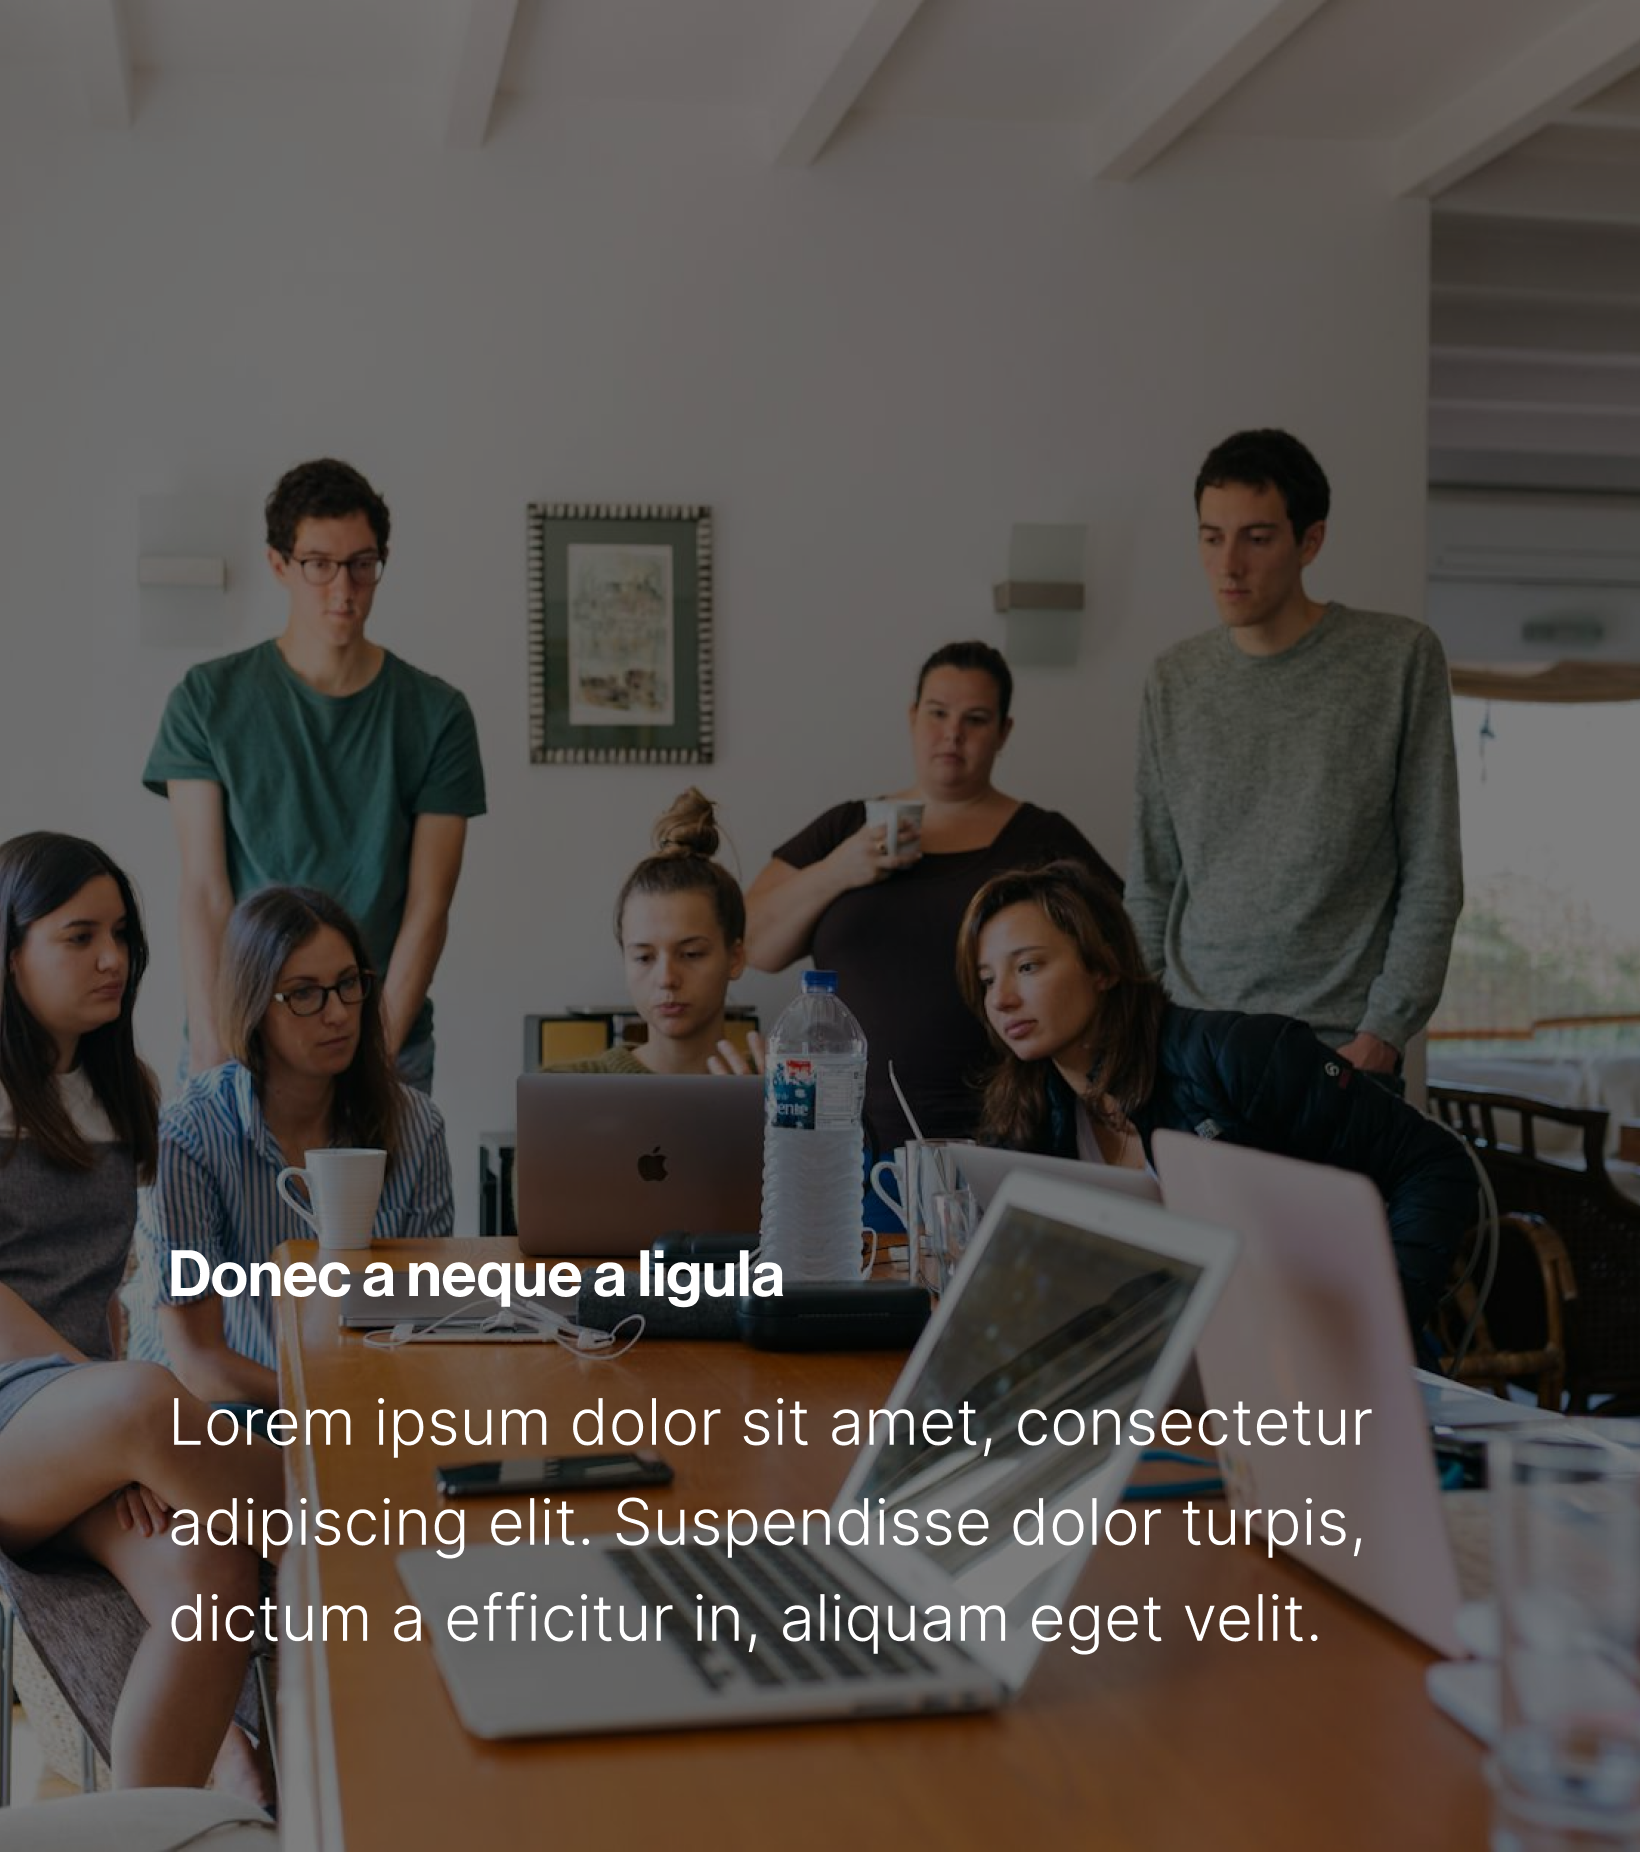 Donec a neque a ligula
Lorem ipsum dolor sit amet, consectetur
adipiscing elit. Suspendisse dolor turpis,
dictum a efficitur in, aliquam eget velit.